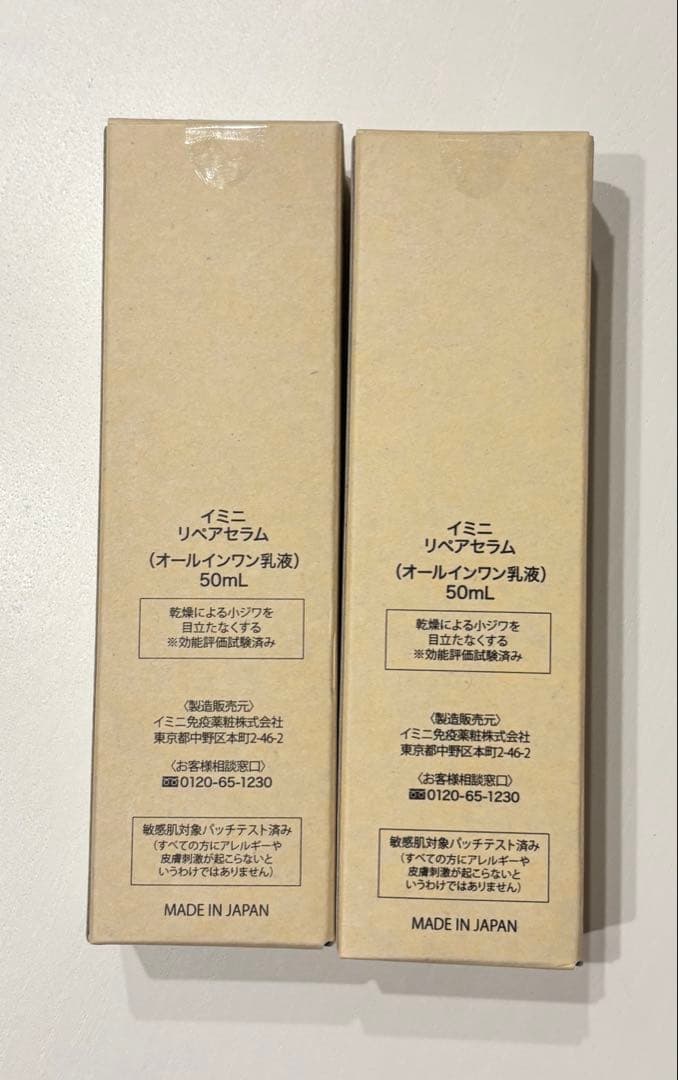 イミニ
リペアセラム
（オールインワン乳液）
50mL
乾燥による小ジワを
目立たなくする
※効能評価試験済み
〈製造販売元〉
イミニ免疫薬粧株式会社
東京都中野区本町2-46-2
〈お客様相談窓口〉
0120-65-1230
敏感肌対象パッチテスト済み
（すべての方にアレルギーや
皮膚刺激が起こらないと
いうわけではありません）
MADE IN JAPAN
イミニ
リペアセラム
（オールインワン乳液）
50mL
乾燥による小ジワを
目立たなくする
※効能評価試験済み
〈製造販売元〉
イミニ免疫薬粧株式会社
東京都中野区本町2-46-2
〈お客様相談窓口〉
0120-65-1230
敏感肌対象パッチテスト済み
（すべての方にアレルギーや
皮膚刺激が起こらないと
いうわけではありません）
MADE IN JAPAN